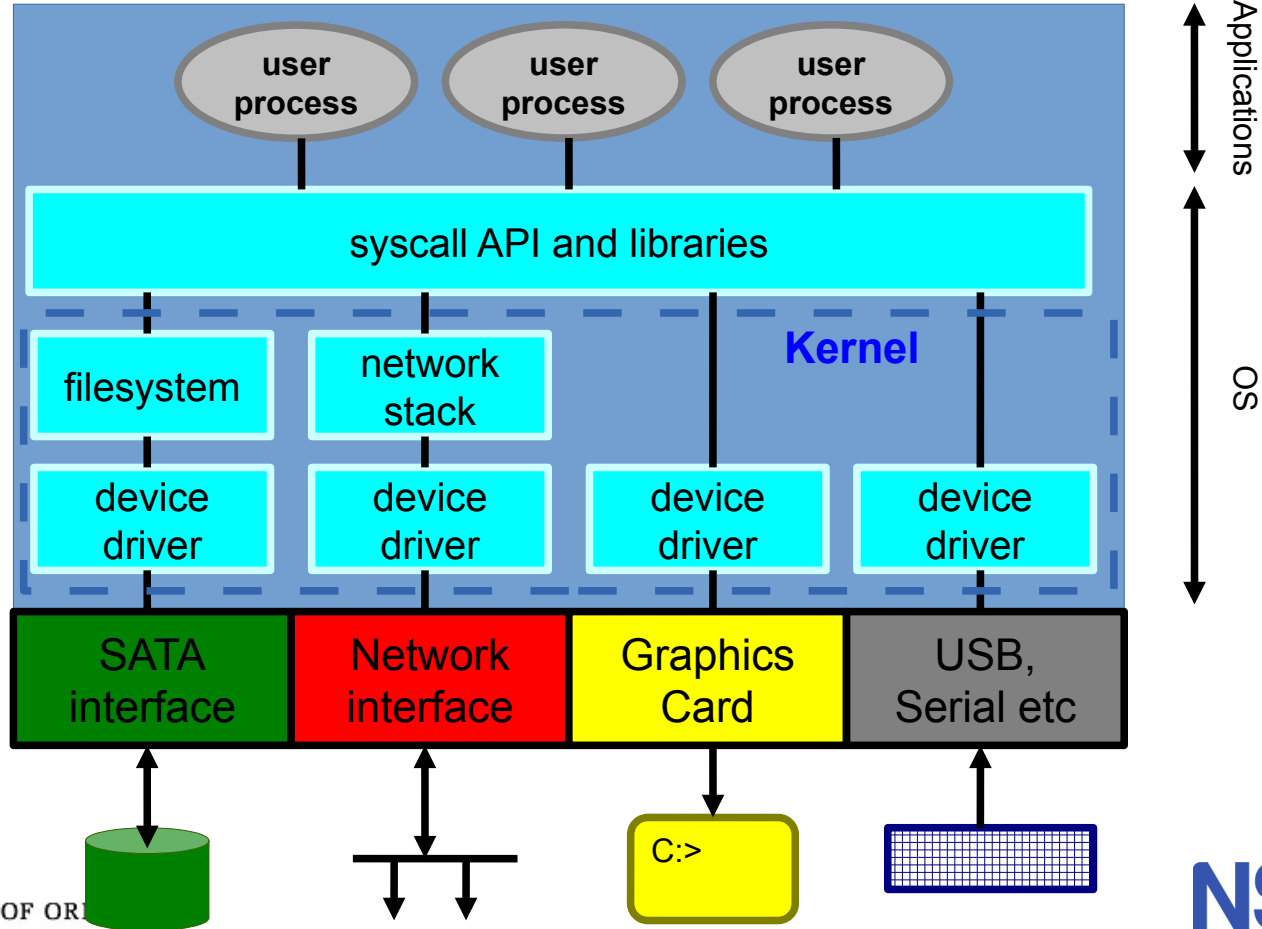 user
process
user
process
user
process
Applications
syscall API and libraries
Kernel
OS
filesystem
network
stack
device
driver
device
driver
device
driver
device
driver
SATA
interface
Network
interface
Graphics
Card
USB,
Serial etc
C:>
OF